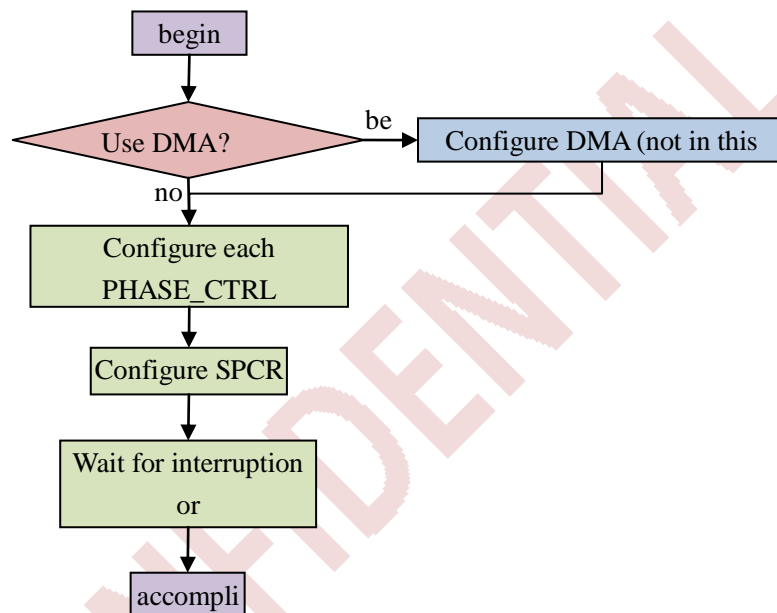 begin
Use DMA?
be
Configure DMA (not in this
no
Configure each
PHASE_CTRL
Configure SPCR
Wait for interruption
or
accompli
NFIDENTIAL